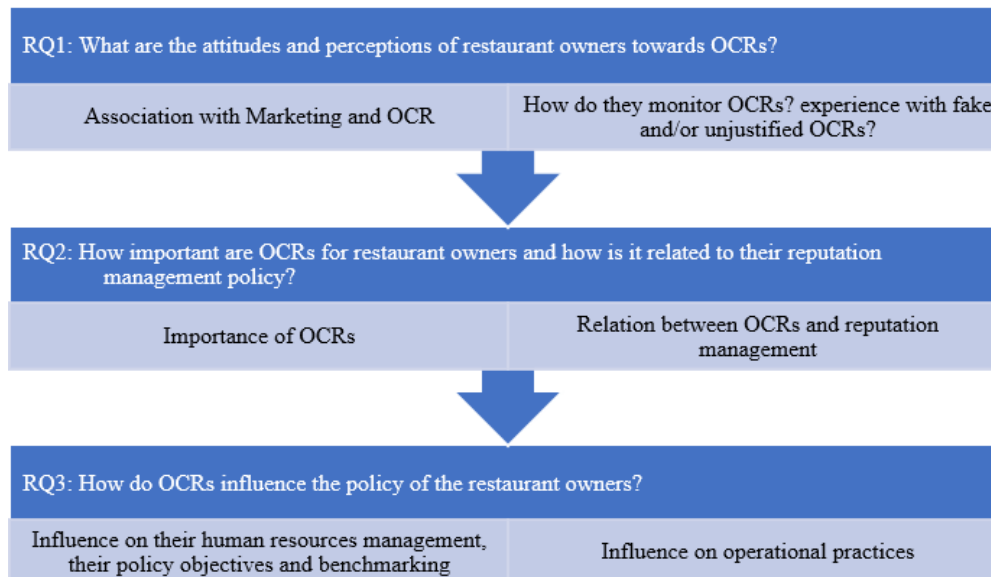 RQ1: What are the attitudes and perceptions of restaurant owners towards OCRs?
Association with Marketing and OCR
How do they monitor OCRs? experience with fake
and/or unjustified OCRs?
RQ2: How important are OCRs for restaurant owners and how is it related to their reputation
management policy?
Importance of OCRs
Relation between OCRs and reputation
management
RQ3: How do OCRs influence the policy of the restaurant owners?
Influence on their human resources management,
their policy objectives and benchmarking
Influence on operational practices